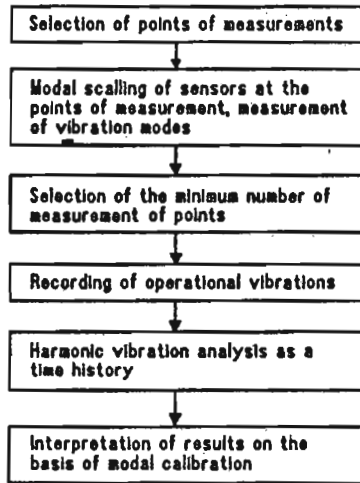 Selection of points of measurements
Modal scalling of sensors at the
points of measurement, measurement
of vibration modes
Selection of the minimum number of
measurement of points
Recording of operational vibrations
Harmonic vibration analysis as a
time history
Interpretation of results on the
basis of modal calibration